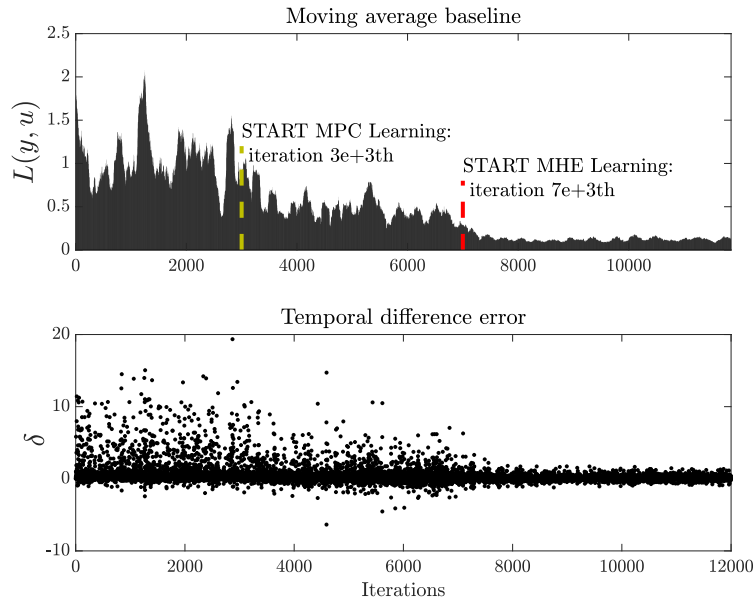 Moving average baseline
2.5
2
1.5
1
0.5
0
L(y, u)
START MPC Learning:
iteration 3e+3th
START MHE Learning:
iteration 7e+3th
0 2000 4000 6000 8000 10000
Temporal difference error
20
10
0
-10
δ
0 2000 4000 6000 8000 10000 12000
Iterations